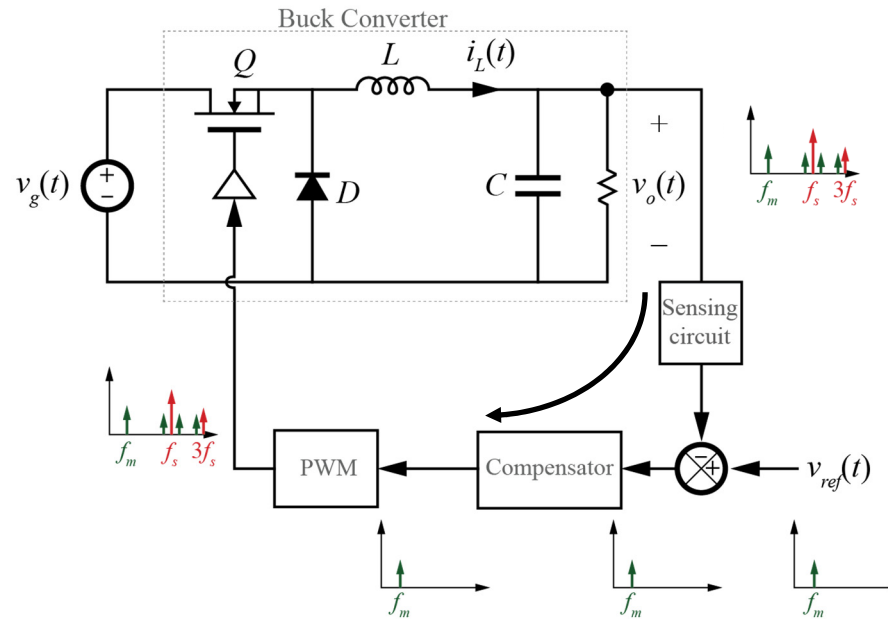 Buck Converter
Q
L
i_L(t)
+
v_g(t)
+
−
D
C
v_o(t)
−
f_m f_s 3f_s
Sensing
circuit
f_m f_s 3f_s
PWM
Compensator
−
+
v_ref(t)
f_m
f_m
f_m